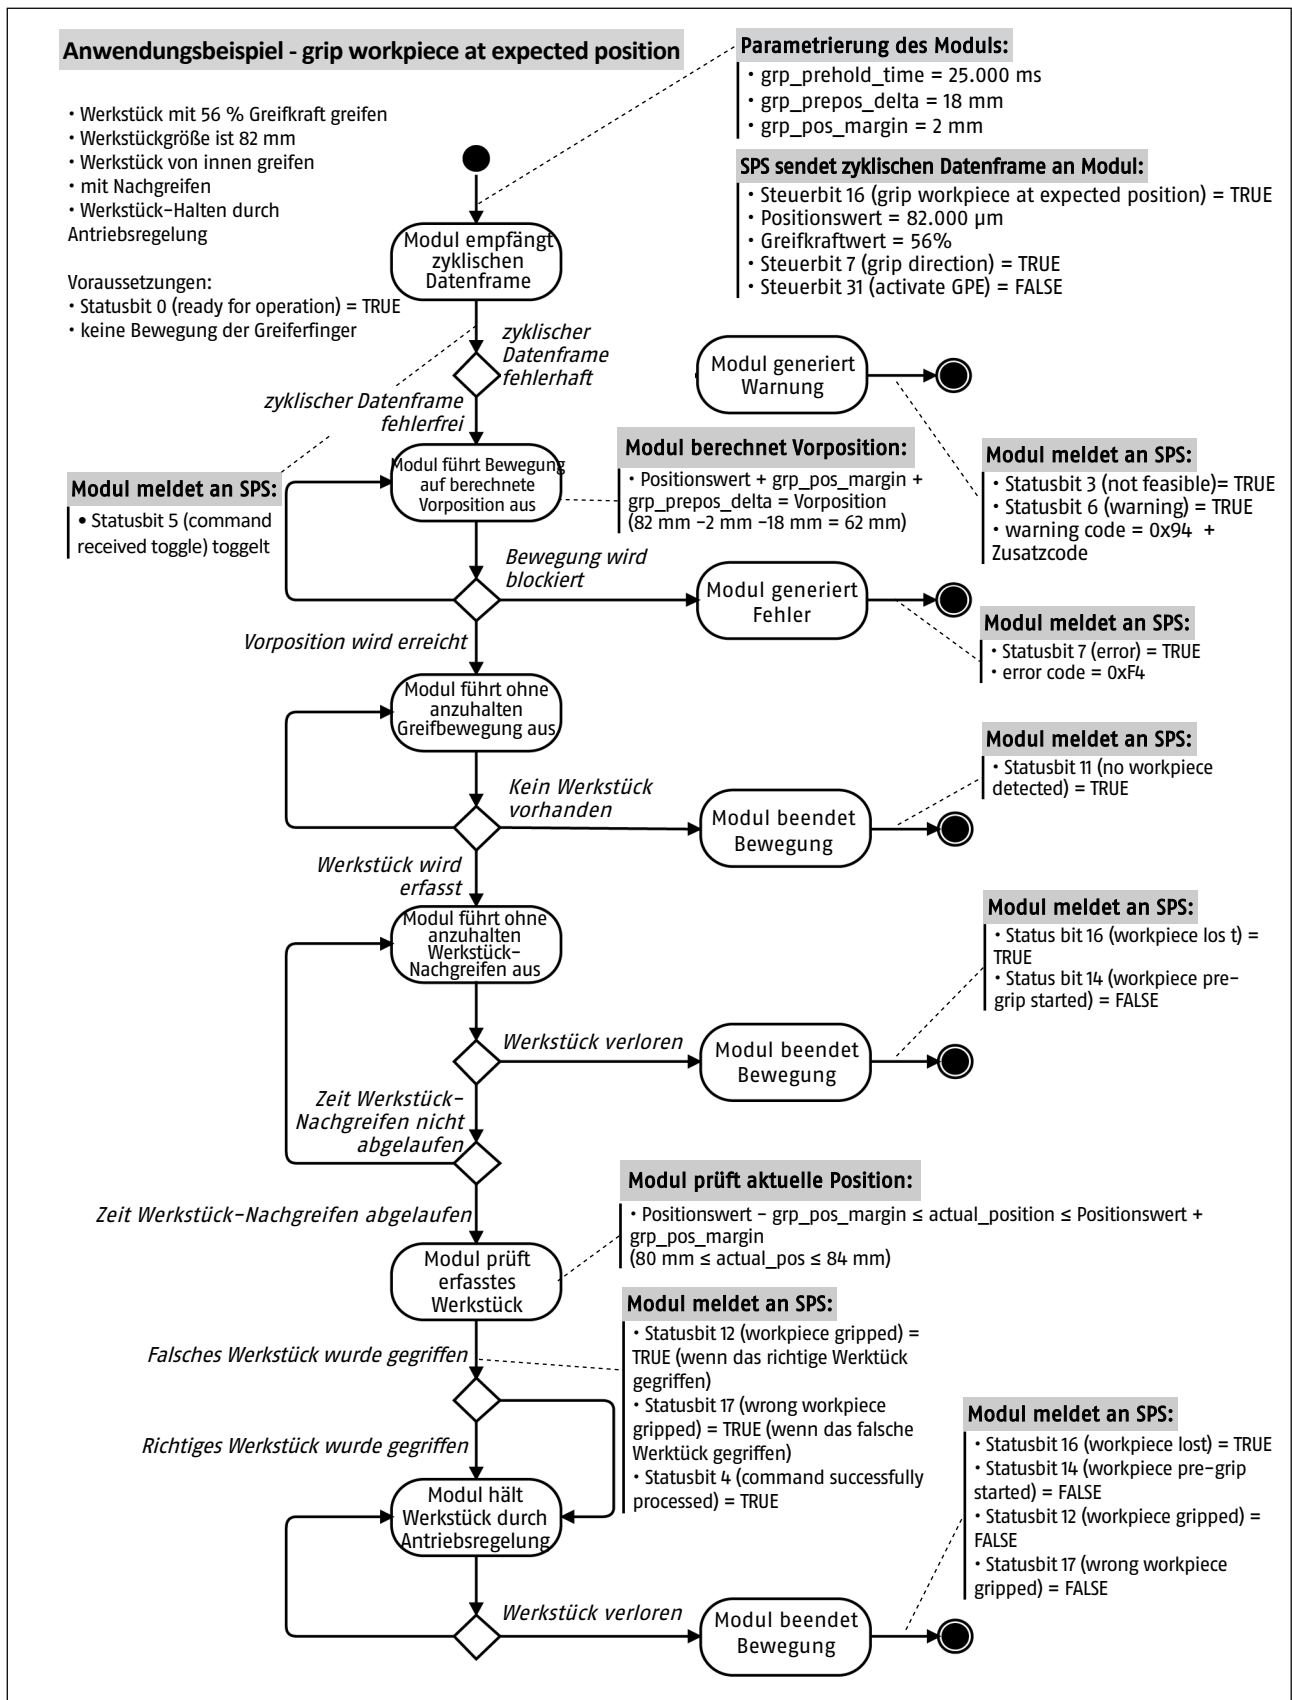 Anwendungsbeispiel - grip workpiece at expected position
• Werkstück mit 56 % Greifkraft greifen
• Werkstückgröße ist 82 mm
• Werkstück von innen greifen
• mit Nachgreifen
• Werkstück-Halten durch
Antriebsregelung
Voraussetzungen:
• Statusbit 0 (ready for operation) = TRUE
• keine Bewegung der Greiferfinger
Parametrierung des Moduls:
• grp_prehold_time = 25.000 ms
• grp_prepos_delta = 18 mm
• grp_pos_margin = 2 mm
SPS sendet zyklischen Datenframe an Modul:
• Steuerbit 16 (grip workpiece at expected position) = TRUE
• Positionswert = 82.000 µm
• Greifkraftwert = 56%
• Steuerbit 7 (grip direction) = TRUE
• Steuerbit 31 (activate GPE) = FALSE
Modul empfängt
zyklischen
Datenframe
zyklischer
Datenframe
fehlerhaft
Modul generiert
Warnung
zyklischer Datenframe
fehlerfrei
Modul meldet an SPS:
• Statusbit 3 (not feasible)= TRUE
• Statusbit 6 (warning) = TRUE
• warning code = 0x94 +
Zusatzcode
Modul meldet an SPS:
• Statusbit 5 (command
received toggle) toggelt
Modul führt Bewegung
auf berechnete
Vorposition aus
Modul berechnet Vorposition:
• Positionswert + grp_pos_margin +
grp_prepos_delta = Vorposition
(82 mm -2 mm -18 mm = 62 mm)
Bewegung wird
blockiert
Modul generiert
Fehler
Modul meldet an SPS:
• Statusbit 7 (error) = TRUE
• error code = 0xF4
Vorposition wird erreicht
Modul führt ohne
anzuhalten
Greifbewegung aus
Kein Werkstück
vorhanden
Modul beendet
Bewegung
Modul meldet an SPS:
• Statusbit 11 (no workpiece
detected) = TRUE
Werkstück wird
erfasst
Modul führt ohne
anzuhalten
Werkstück-
Nachgreifen aus
Modul meldet an SPS:
• Status bit 16 (workpiece los t) =
TRUE
• Status bit 14 (workpiece pre-
grip started) = FALSE
Werkstück verloren
Modul beendet
Bewegung
Zeit Werkstück-
Nachgreifen nicht
abgelaufen
Zeit Werkstück-Nachgreifen abgelaufen
Modul prüft
erfasstes
Werkstück
Modul prüft aktuelle Position:
• Positionswert - grp_pos_margin ≤ actual_position ≤ Positionswert +
grp_pos_margin
(80 mm ≤ actual_pos ≤ 84 mm)
Falsches Werkstück wurde gegriffen
Modul meldet an SPS:
• Statusbit 12 (workpiece gripped) =
TRUE (wenn das richtige Werktück
gegriffen)
• Statusbit 17 (wrong workpiece
gripped) = TRUE (wenn das falsche
Werktück gegriffen)
• Statusbit 4 (command successfully
processed) = TRUE
Richtiges Werkstück wurde gegriffen
Modul hält
Werkstück durch
Antriebsregelung
Modul meldet an SPS:
• Statusbit 16 (workpiece lost) = TRUE
• Statusbit 14 (workpiece pre-grip
started) = FALSE
• Statusbit 12 (workpiece gripped) =
FALSE
• Statusbit 17 (wrong workpiece
gripped) = FALSE
Werkstück verloren
Modul beendet
Bewegung